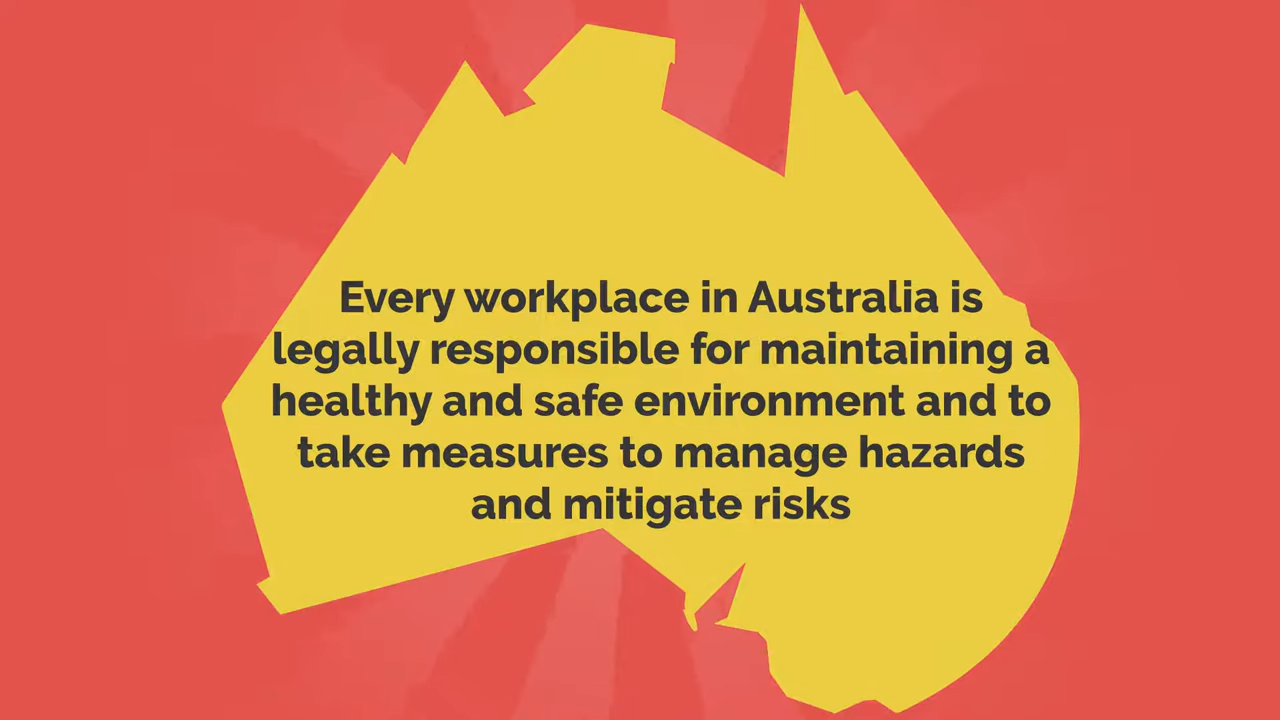 Every workplace in Australia is
legally responsible for maintaining a
healthy and safe environment and to
take measures to manage hazards
and mitigate risks